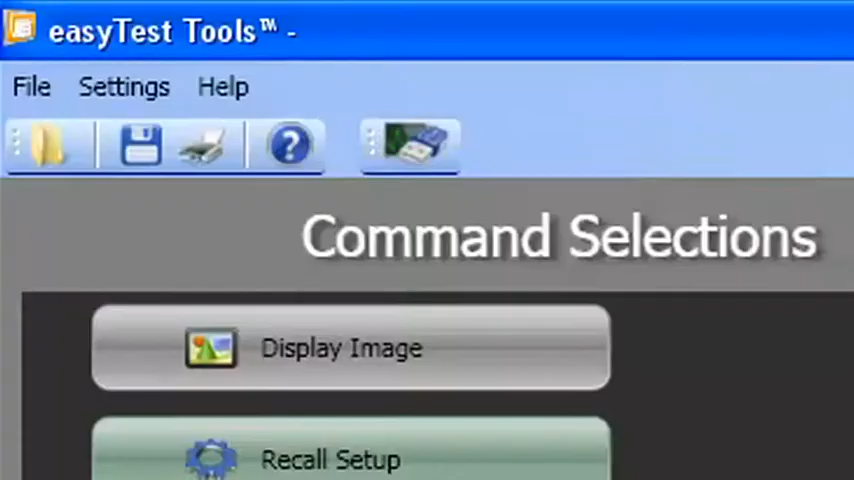 easyTest Tools™ -
File Settings Help
Command Selections
Display Image
Recall Setup